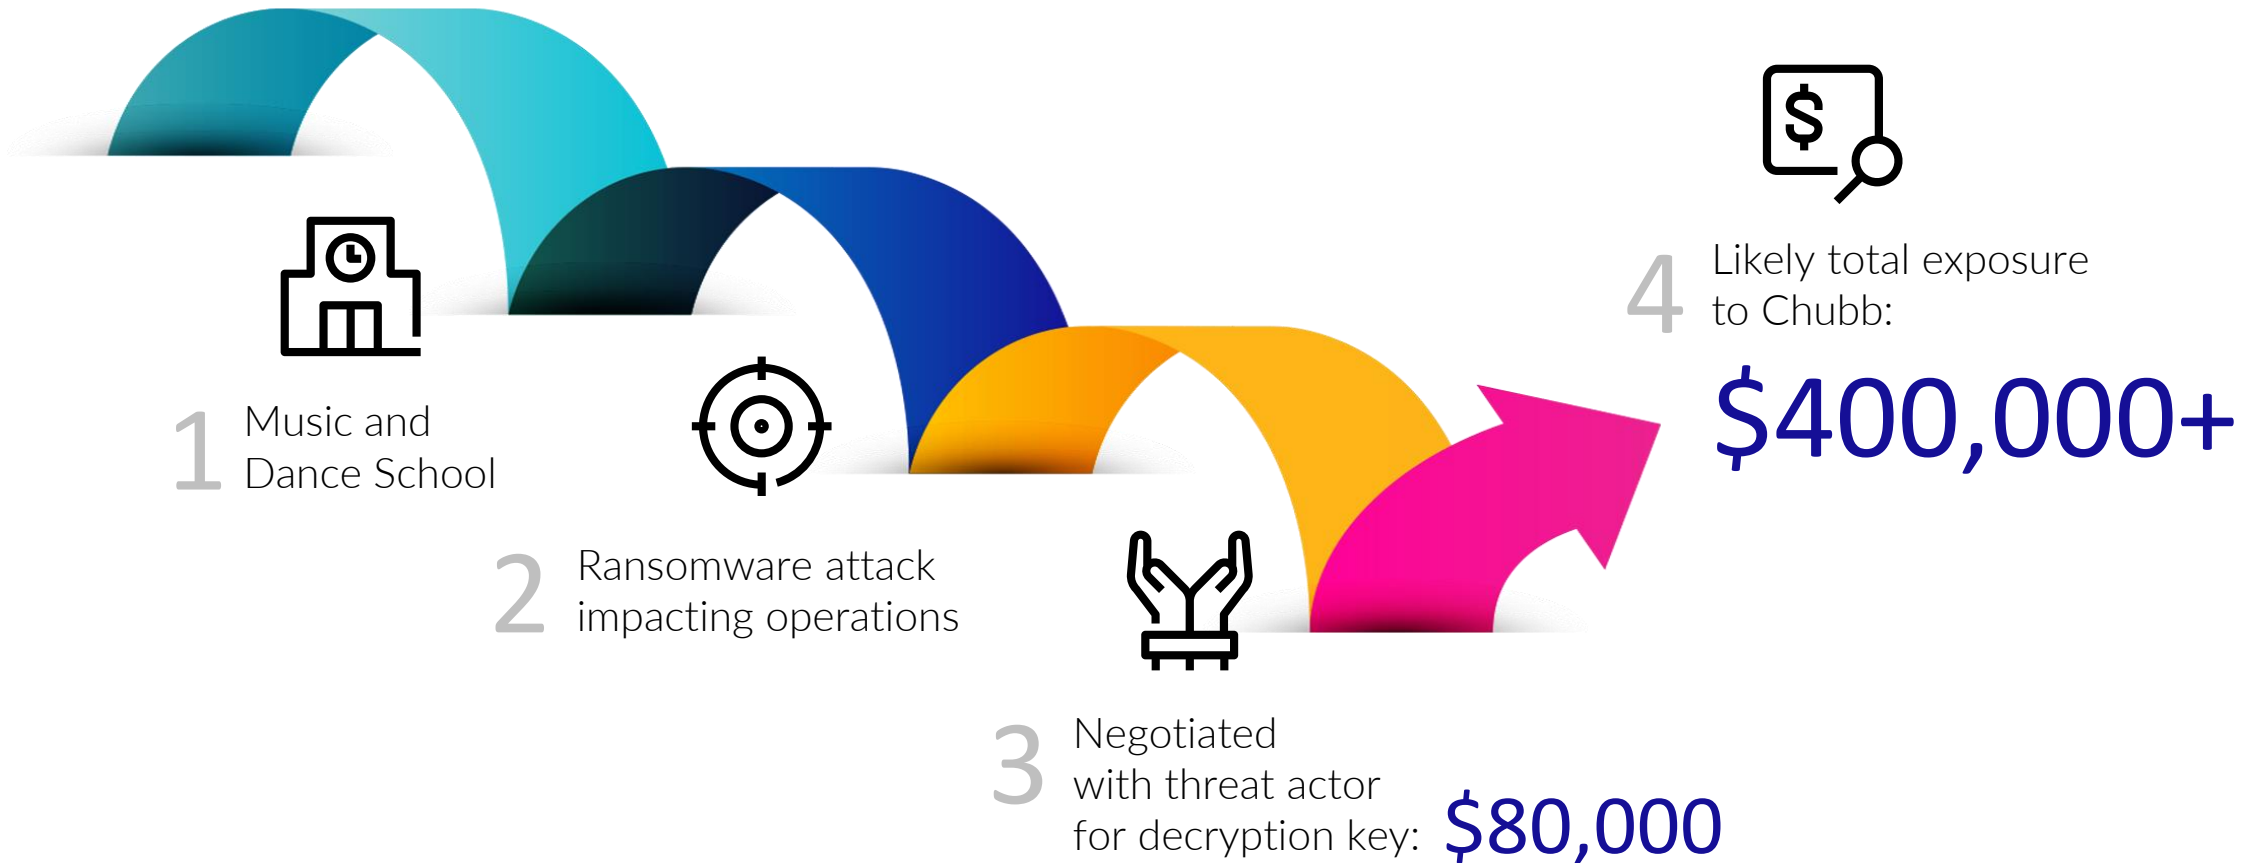 1
Music and
Dance School
2
Ransomware attack
impacting operations
3
Negotiated
with threat actor
for decryption key: $80,000
4
Likely total exposure
to Chubb:
$400,000+
$